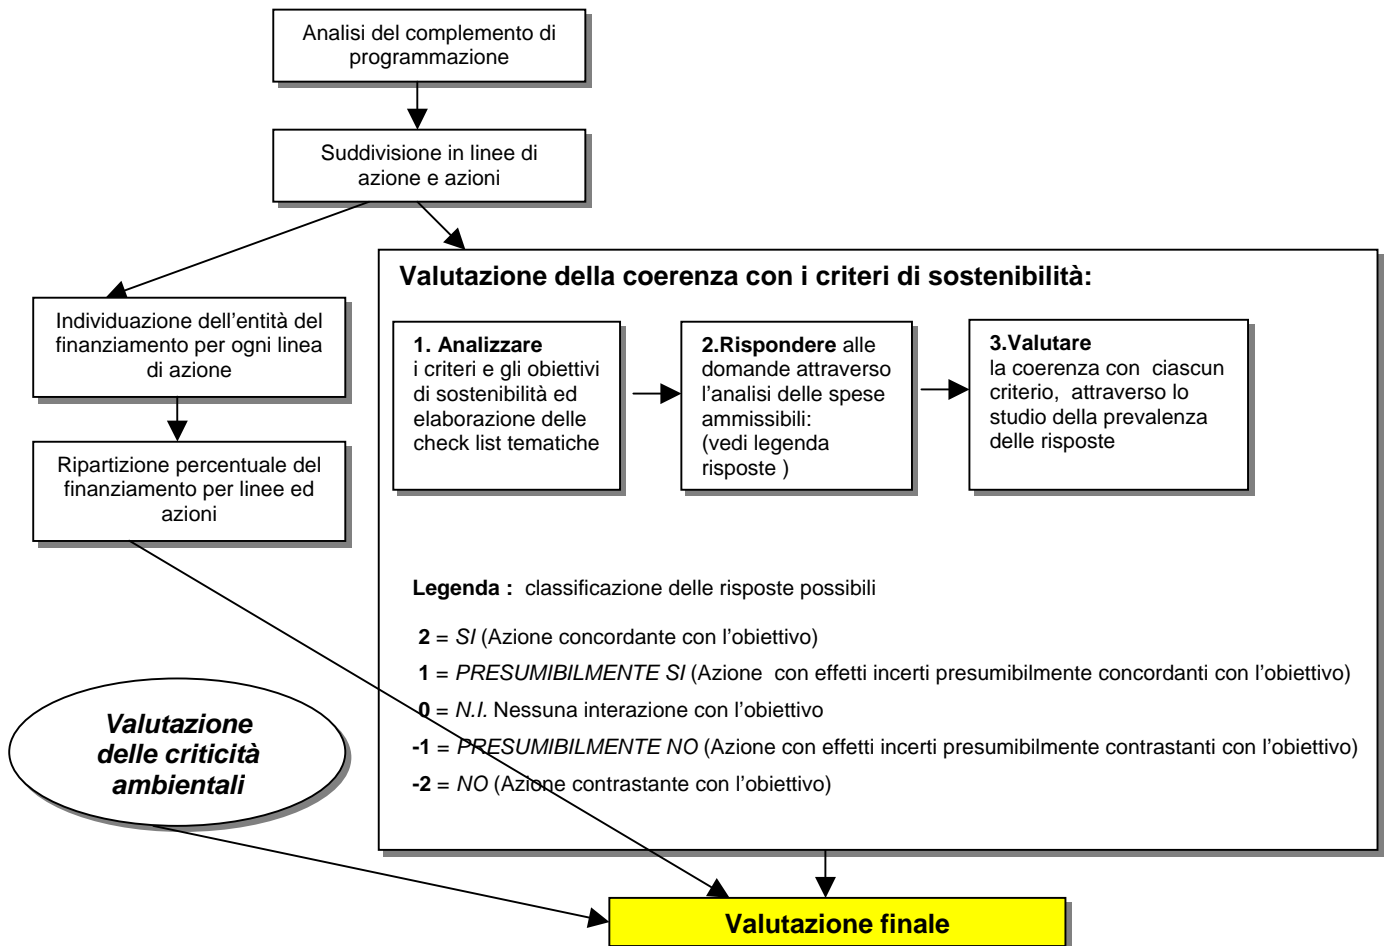 Analisi del complemento di
programmazione
Suddivisione in linee di
azione e azioni
Individuazione dell'entità del
finanziamento per ogni linea
di azione
Ripartizione percentuale del
finanziamento per linee ed
azioni
Valutazione
delle criticità
ambientali
Valutazione della coerenza con i criteri di sostenibilità:
1. Analizzare
i criteri e gli obiettivi
di sostenibilità ed
elaborazione delle
check list tematiche
2.Rispondere alle
domande attraverso
l'analisi delle spese
ammissibili:
(vedi legenda
risposte )
3.Valutare
la coerenza con ciascun
criterio, attraverso lo
studio della prevalenza
delle risposte
Legenda : classificazione delle risposte possibili
2 = SI (Azione concordante con l'obiettivo)
1 = PRESUMIBILMENTE SI (Azione con effetti incerti presumibilmente concordanti con l'obiettivo)
0 = N.I. Nessuna interazione con l'obiettivo
-1 = PRESUMIBILMENTE NO (Azione con effetti incerti presumibilmente contrastanti con l'obiettivo)
-2 = NO (Azione contrastante con l'obiettivo)
Valutazione finale